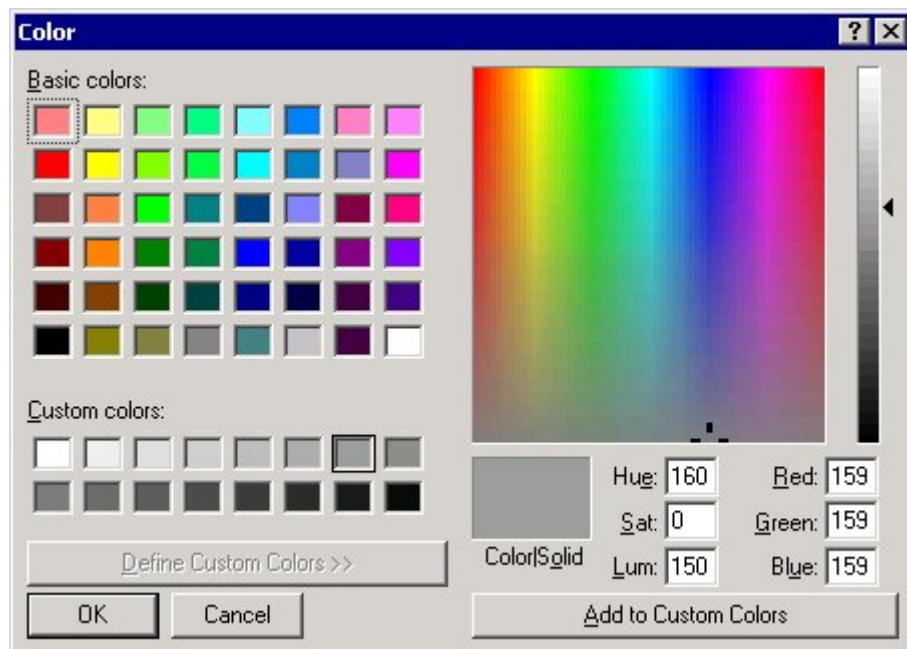 Color
Basic colors:
Custom colors:
Define Custom Colors >>
OK Cancel
Color|Solid
Hue: 160 Red: 159
Sat: 0 Green: 159
Lum: 150 Blue: 159
Add to Custom Colors